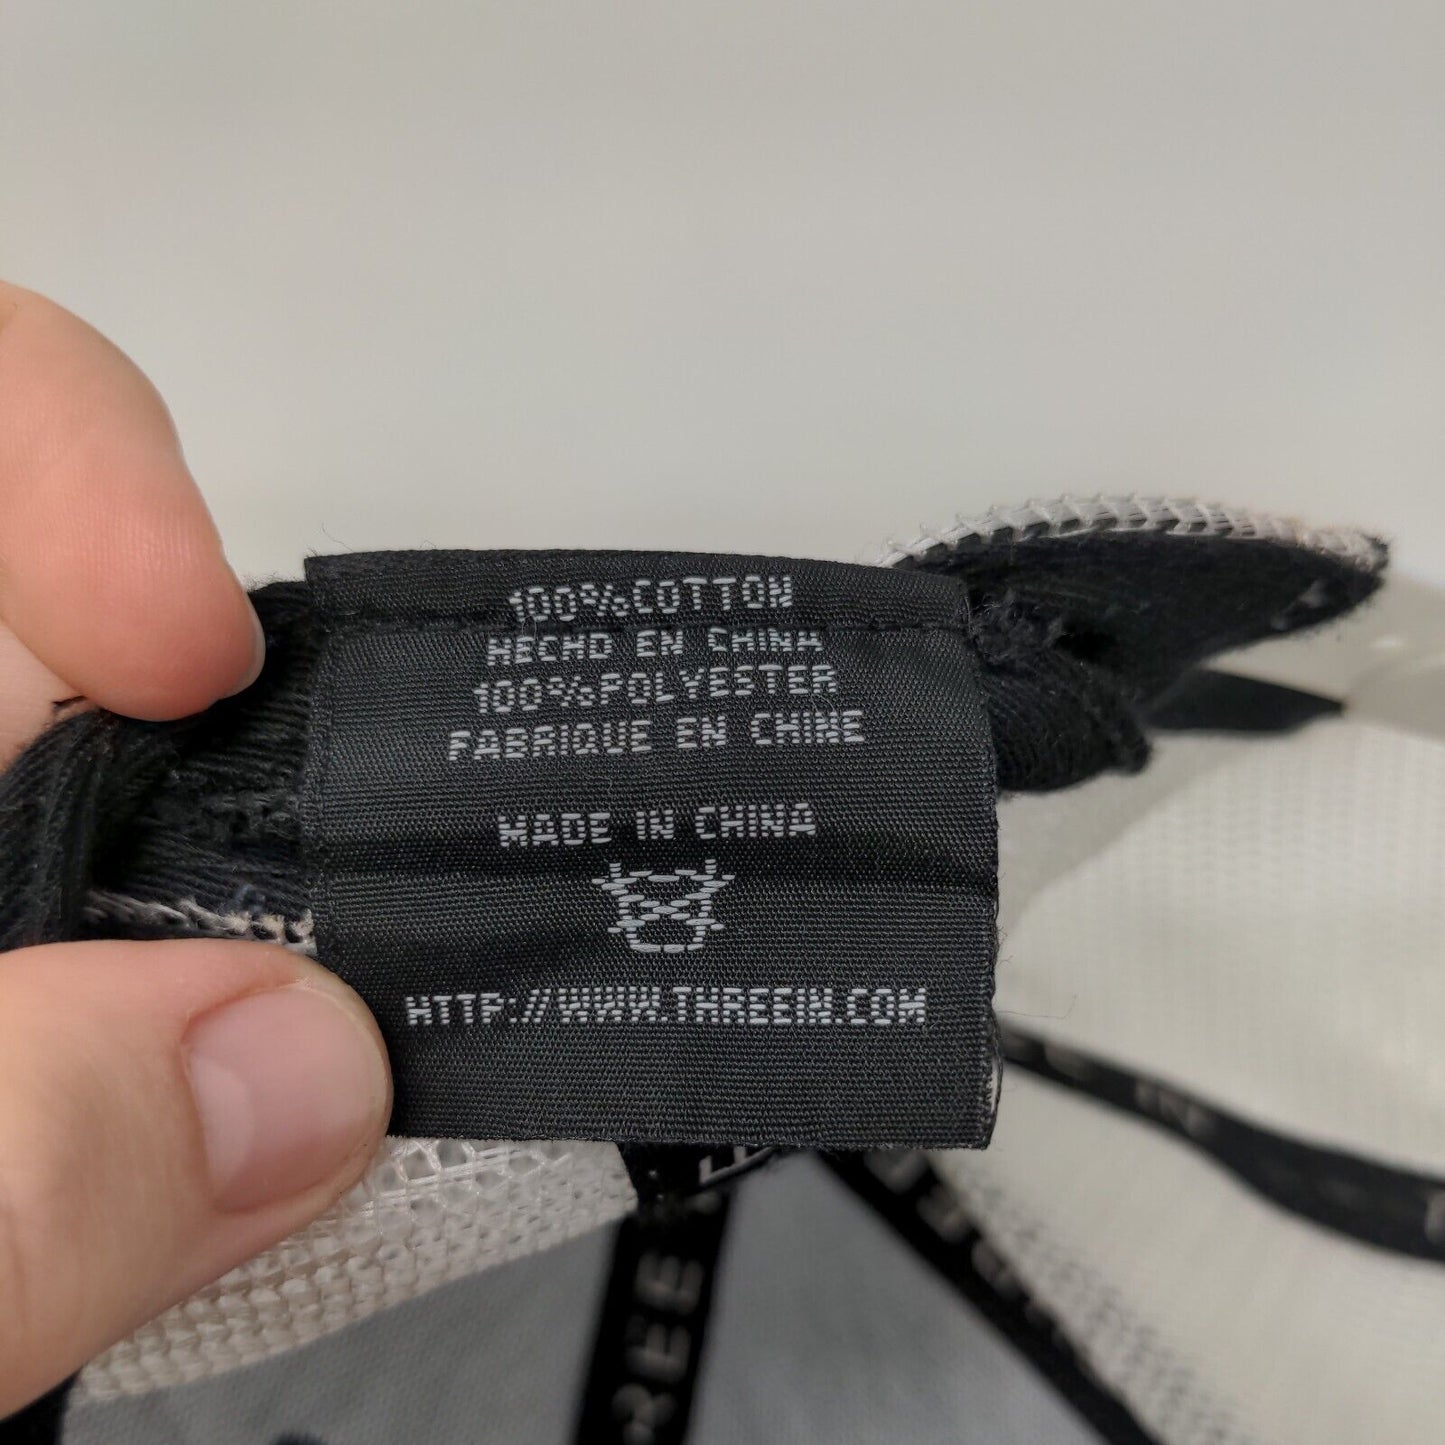 100%COTTON
HECHO EN CHINA
100%POLYESTER
FABRIQUE EN CHINE
MADE IN CHINA
HTTP://WWW.THREEIN.COM